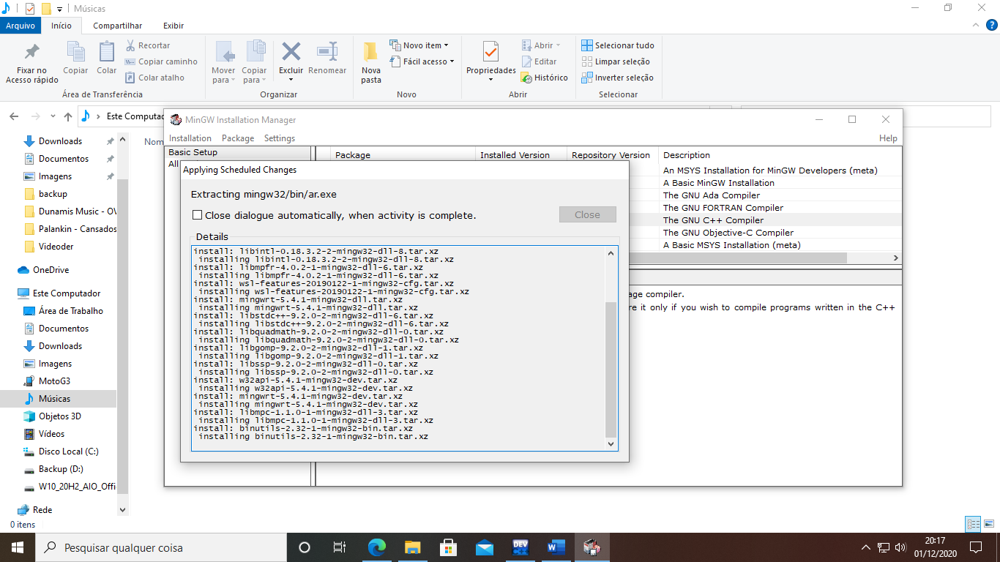 Músicas
Arquivo
Início
Compartilhar
Exibir
Fixar no
Acesso rápido
Copiar
Colar
Recortar
Copiar caminho
Colar atalho
Área de Transferência
Mover
para
Copiar
para
Excluir
Renomear
Organizar
Nova
pasta
Novo item
Fácil acesso
Novo
Propriedades
Abrir
Editar
Histórico
Abrir
Selecionar tudo
Limpar seleção
Inverter seleção
Selecionar
Este Computad
Nom
Downloads
Documentos
Imagens
backup
Dunamis Music - OV
Palankin - Cansados
Videoder
OneDrive
Este Computador
Área de Trabalho
Documentos
Downloads
Imagens
MotoG3
Músicas
Objetos 3D
Vídeos
Disco Local (C:)
Backup (D:)
W10_20H2_AIO_Offi
Rede
0 itens
MinGW Installation Manager
Installation Package Settings Help
Basic Setup
All
Package Installed Version Repository Version Description
An MSYS Installation for MinGW Developers (meta)
A Basic MinGW Installation
The GNU Ada Compiler
The GNU FORTRAN Compiler
The GNU C++ Compiler
The GNU Objective-C Compiler
A Basic MSYS Installation (meta)
age compiler.
re it only if you wish to compile programs written in the C++
Applying Scheduled Changes
Extracting mingw32/bin/ar.exe
Close dialogue automatically, when activity is complete.
Close
Details
install: libintl-0.18.3.2-2-mingw32-dll-8.tar.xz
installing libintl-0.18.3.2-2-mingw32-dll-8.tar.xz
install: libmpfr-4.0.2-1-mingw32-dll-6.tar.xz
installing libmpfr-4.0.2-1-mingw32-dll-6.tar.xz
install: wsl-features-20190122-1-mingw32-cfg.tar.xz
installing wsl-features-20190122-1-mingw32-cfg.tar.xz
install: mingwrt-5.4.1-mingw32-dll.tar.xz
installing mingwrt-5.4.1-mingw32-dll.tar.xz
install: libstdc++-9.2.0-2-mingw32-dll-6.tar.xz
installing libstdc++-9.2.0-2-mingw32-dll-6.tar.xz
install: libquadmath-9.2.0-2-mingw32-dll-0.tar.xz
installing libquadmath-9.2.0-2-mingw32-dll-0.tar.xz
install: libgomp-9.2.0-2-mingw32-dll-1.tar.xz
installing libgomp-9.2.0-2-mingw32-dll-1.tar.xz
install: libssp-9.2.0-2-mingw32-dll-0.tar.xz
installing libssp-9.2.0-2-mingw32-dll-0.tar.xz
install: w32api-5.4.1-mingw32-dev.tar.xz
installing w32api-5.4.1-mingw32-dev.tar.xz
install: mingwrt-5.4.1-mingw32-dev.tar.xz
installing mingwrt-5.4.1-mingw32-dev.tar.xz
install: libmpc-1.1.0-1-mingw32-dll-3.tar.xz
installing libmpc-1.1.0-1-mingw32-dll-3.tar.xz
install: binutils-2.32-1-mingw32-bin.tar.xz
installing binutils-2.32-1-mingw32-bin.tar.xz
Pesquisar qualquer coisa
DEV
C++
W
20:17
01/12/2020